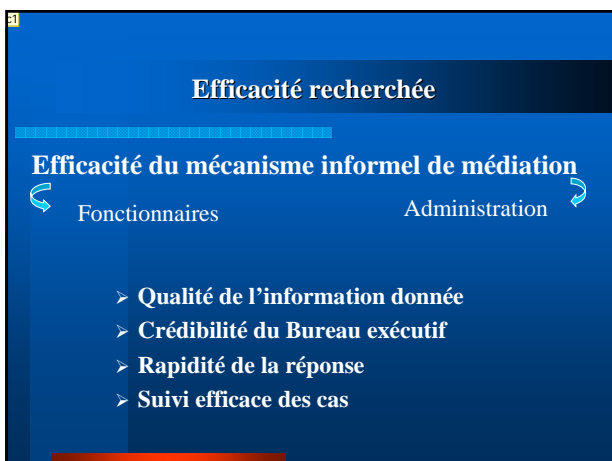 c1
Efficacité recherchée
Efficacité du mécanisme informel de médiation
Fonctionnaires Administration
➢ Qualité de l’information donnée
➢ Crédibilité du Bureau exécutif
➢ Rapidité de la réponse
➢ Suivi efficace des cas